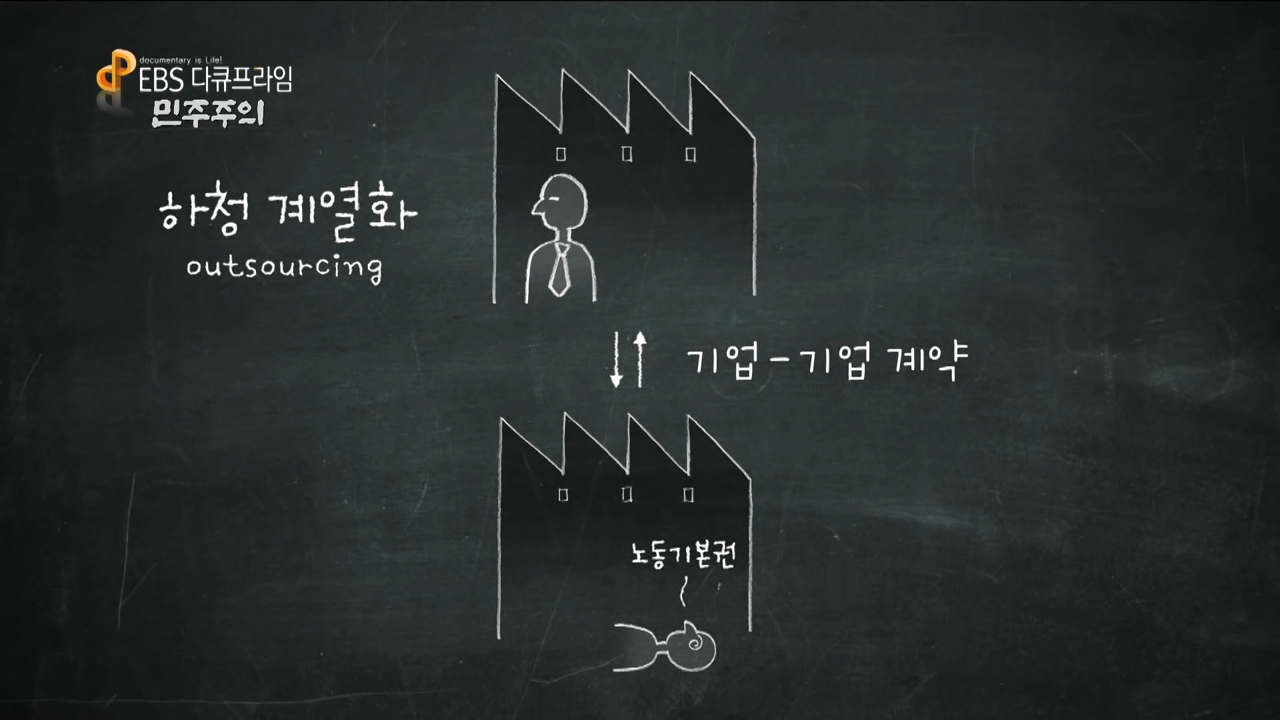 documentary is Life!
EBS 다큐프라임
민주주의
하청 계열화
outsourcing
기업 - 기업 계약
노동기본권